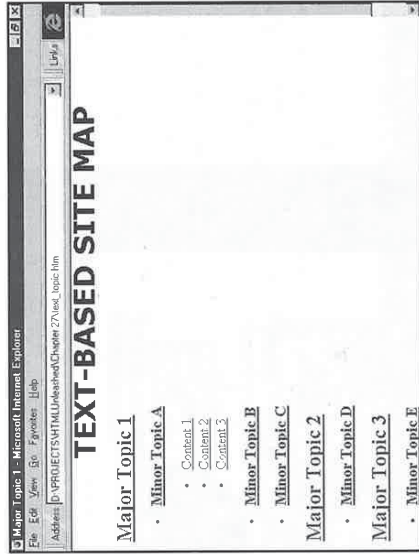 Major Topic 1 - Microsoft Internet Explorer
File Edit View Go Favorites Help
Address D:\PROJECTS\HTMLUnleashed\Chapter 27\text_topic.htm Links
TEXT-BASED SITE MAP
Major Topic 1
• Minor Topic A
• Content 1
• Content 2
• Content 3
• Minor Topic B
• Minor Topic C
Major Topic 2
• Minor Topic D
Major Topic 3
• Minor Topic E